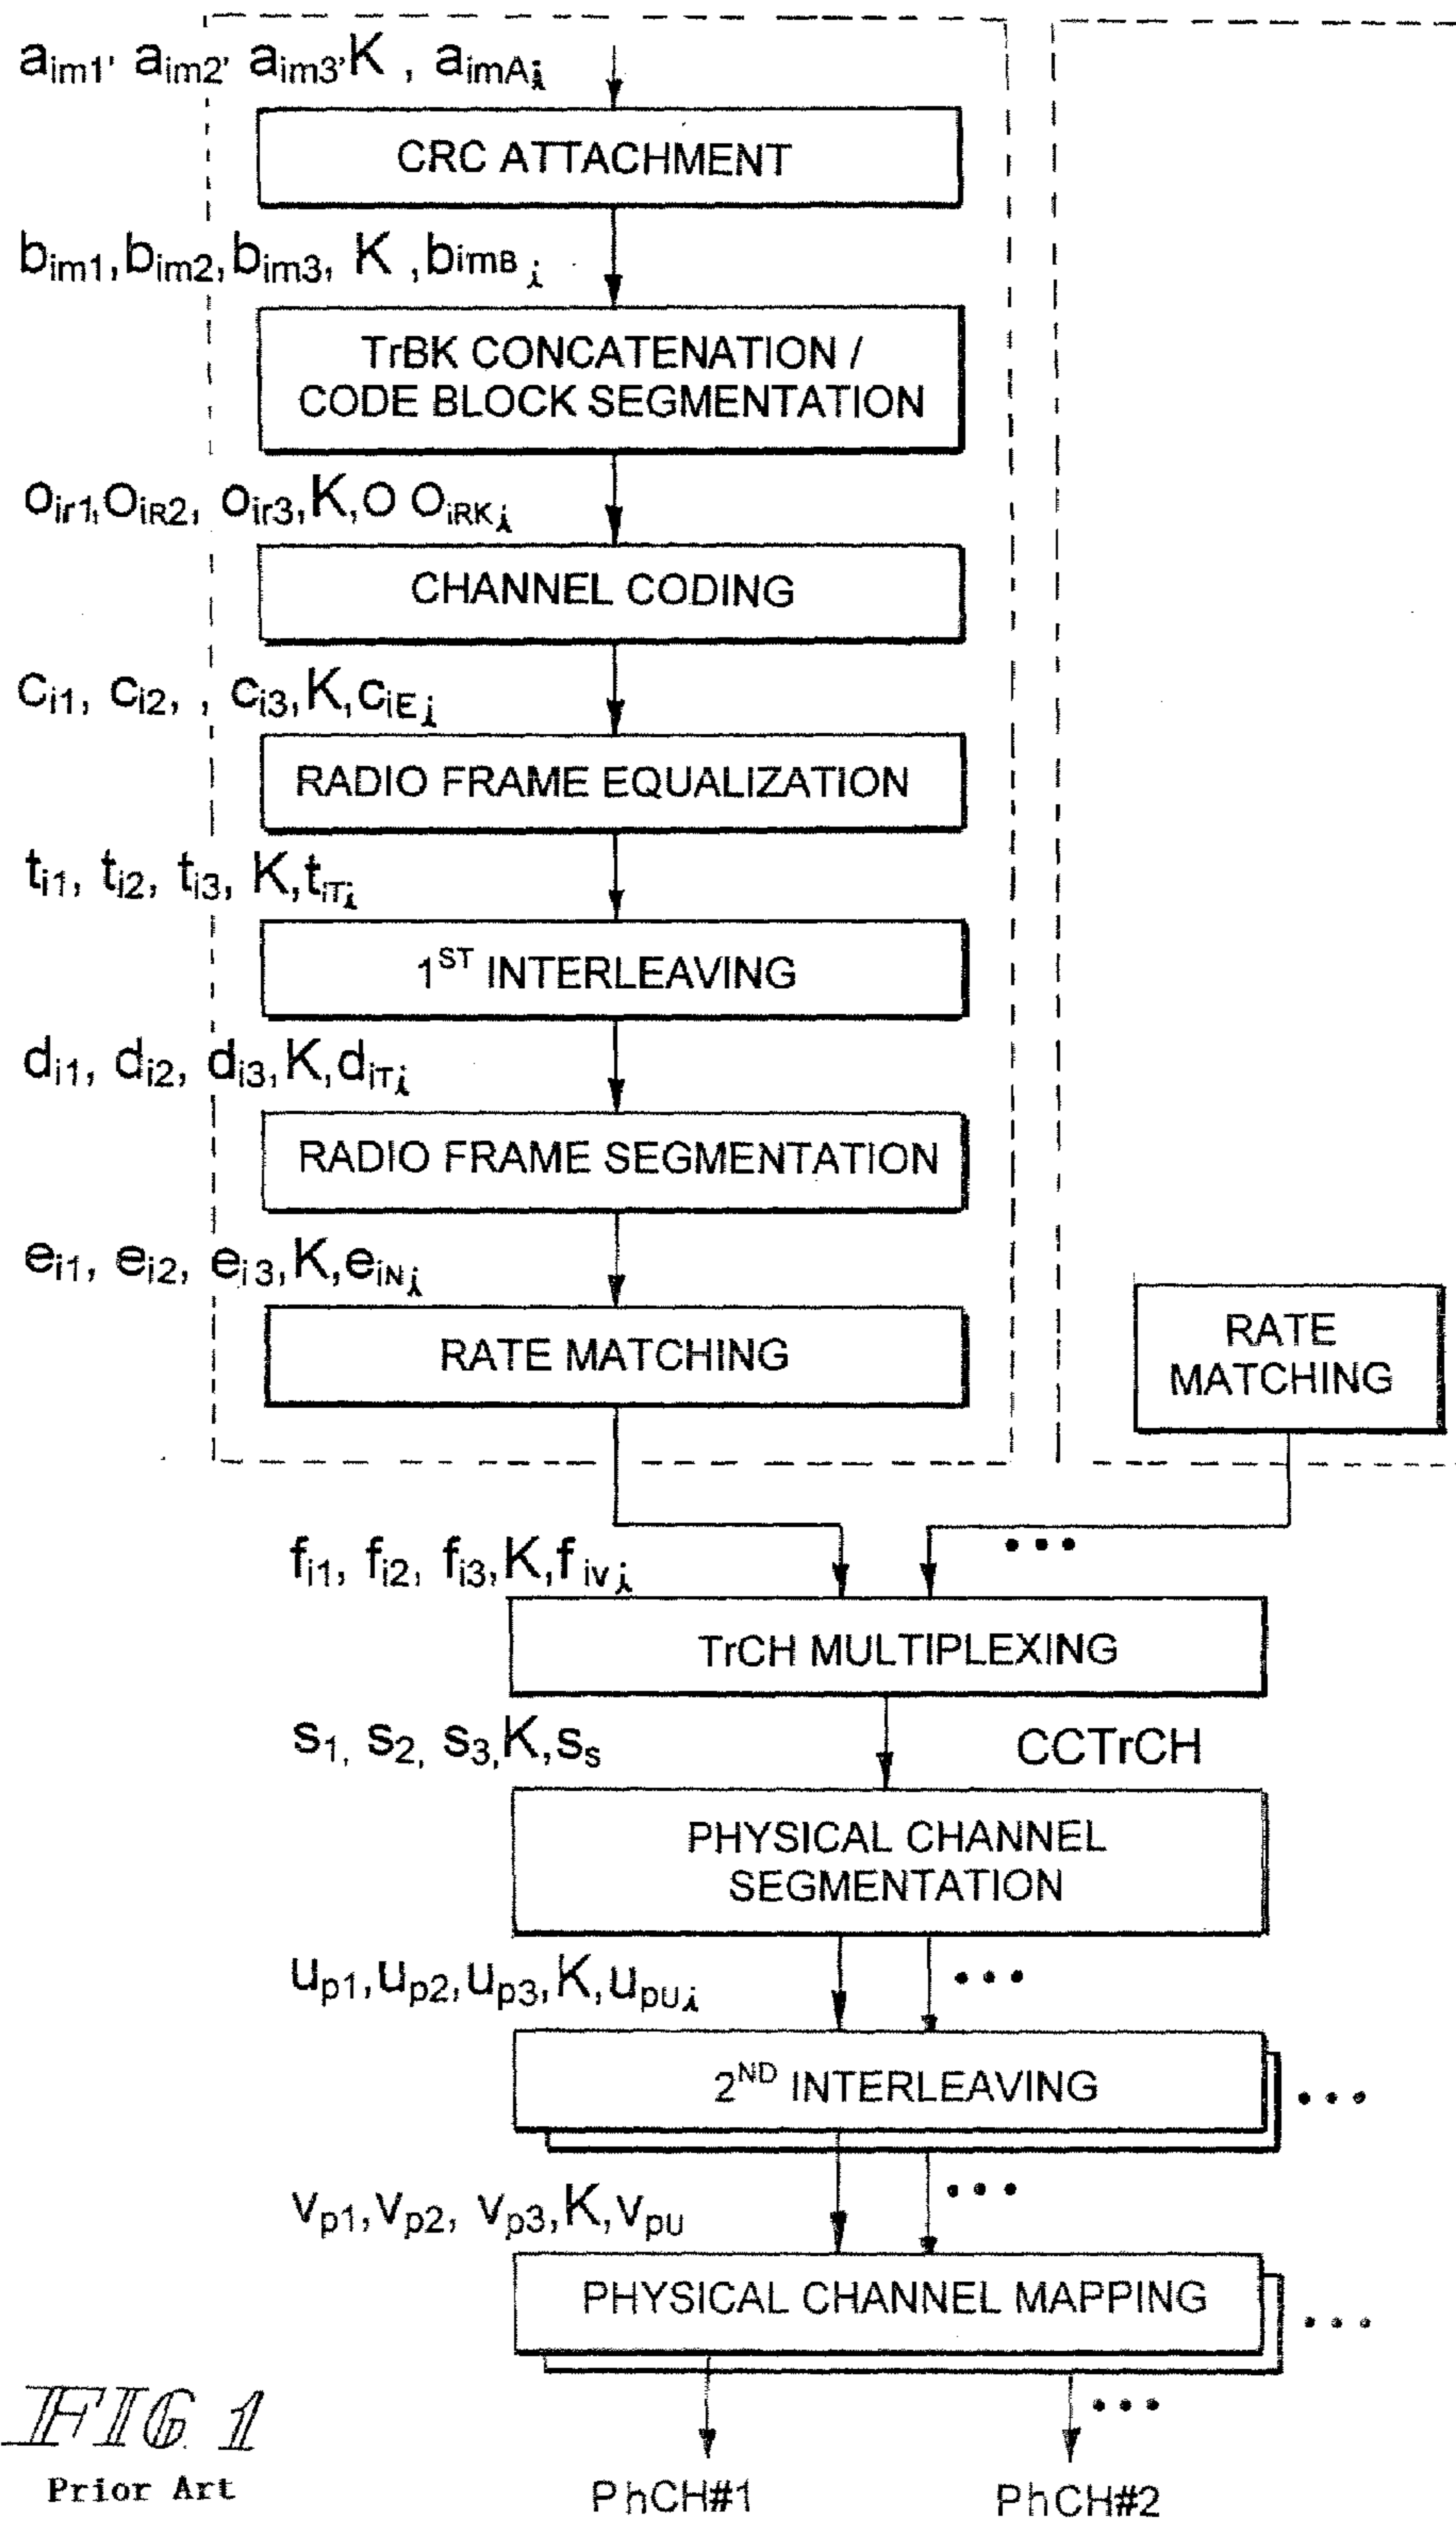 aim1, aim2, aim3,K , aimAi
CRC ATTACHMENT
bim1,bim2,bim3, K ,bimBi
TrBK CONCATENATION /
CODE BLOCK SEGMENTATION
oir1,OiR2, oir3,K,O OiRKi
CHANNEL CODING
ci1, ci2, , ci3,K,ciEi
RADIO FRAME EQUALIZATION
ti1, ti2, ti3, K,tiTi
1ST INTERLEAVING
di1, di2, di3,K,diTi
RADIO FRAME SEGMENTATION
ei1, ei2, ei3,K,eiNi
RATE MATCHING
RATE
MATCHING
•••
fi1, fi2, fi3,K,fivi
TrCH MULTIPLEXING
s1, s2, s3,K,ss
CCTrCH
PHYSICAL CHANNEL
SEGMENTATION
up1,up2,up3,K,upUi
•••
2ND INTERLEAVING
•••
vp1,vp2, vp3,K,vpU
•••
PHYSICAL CHANNEL MAPPING
•••
•••
FIG. 1
Prior Art
PhCH#1
PhCH#2